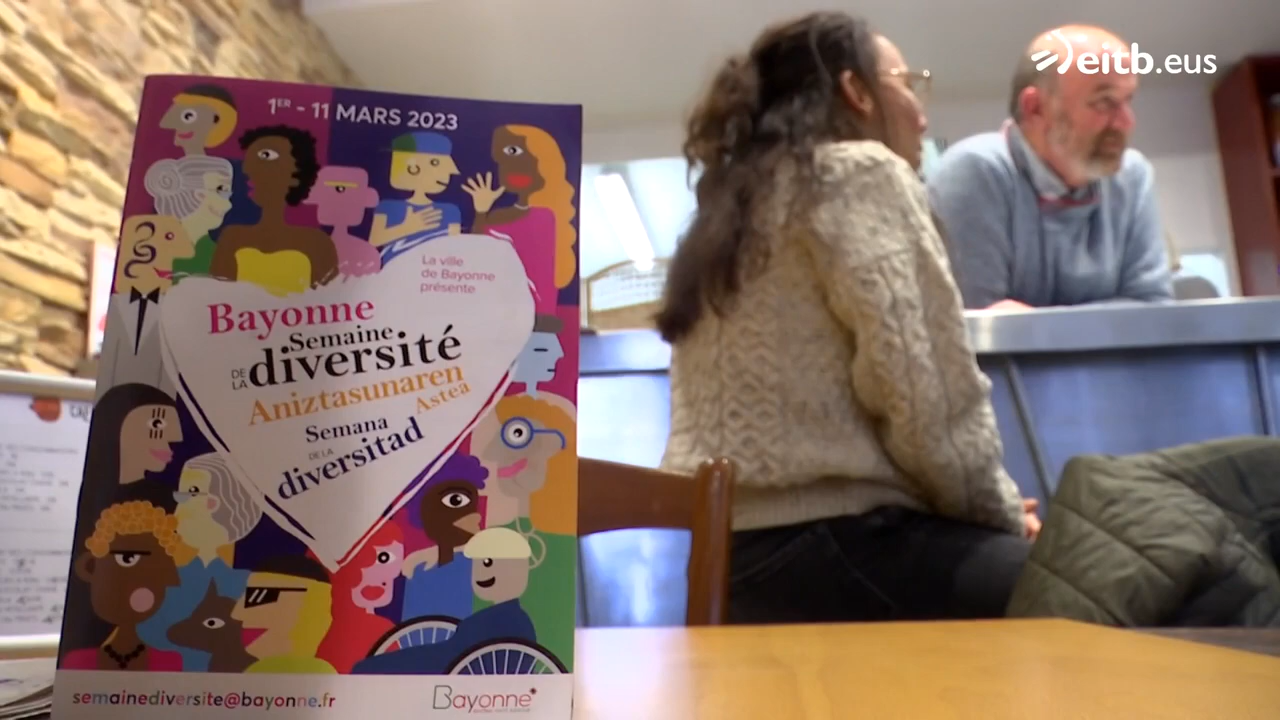 eitb.eus
1ER - 11 MARS 2023
La ville
de Bayonne
présente
Bayonne
Semaine
DE LA diversité
Aniztasunaren
Astea
Semana
DE LA
diversitad
semainediversite@bayonne.fr
Bayonne